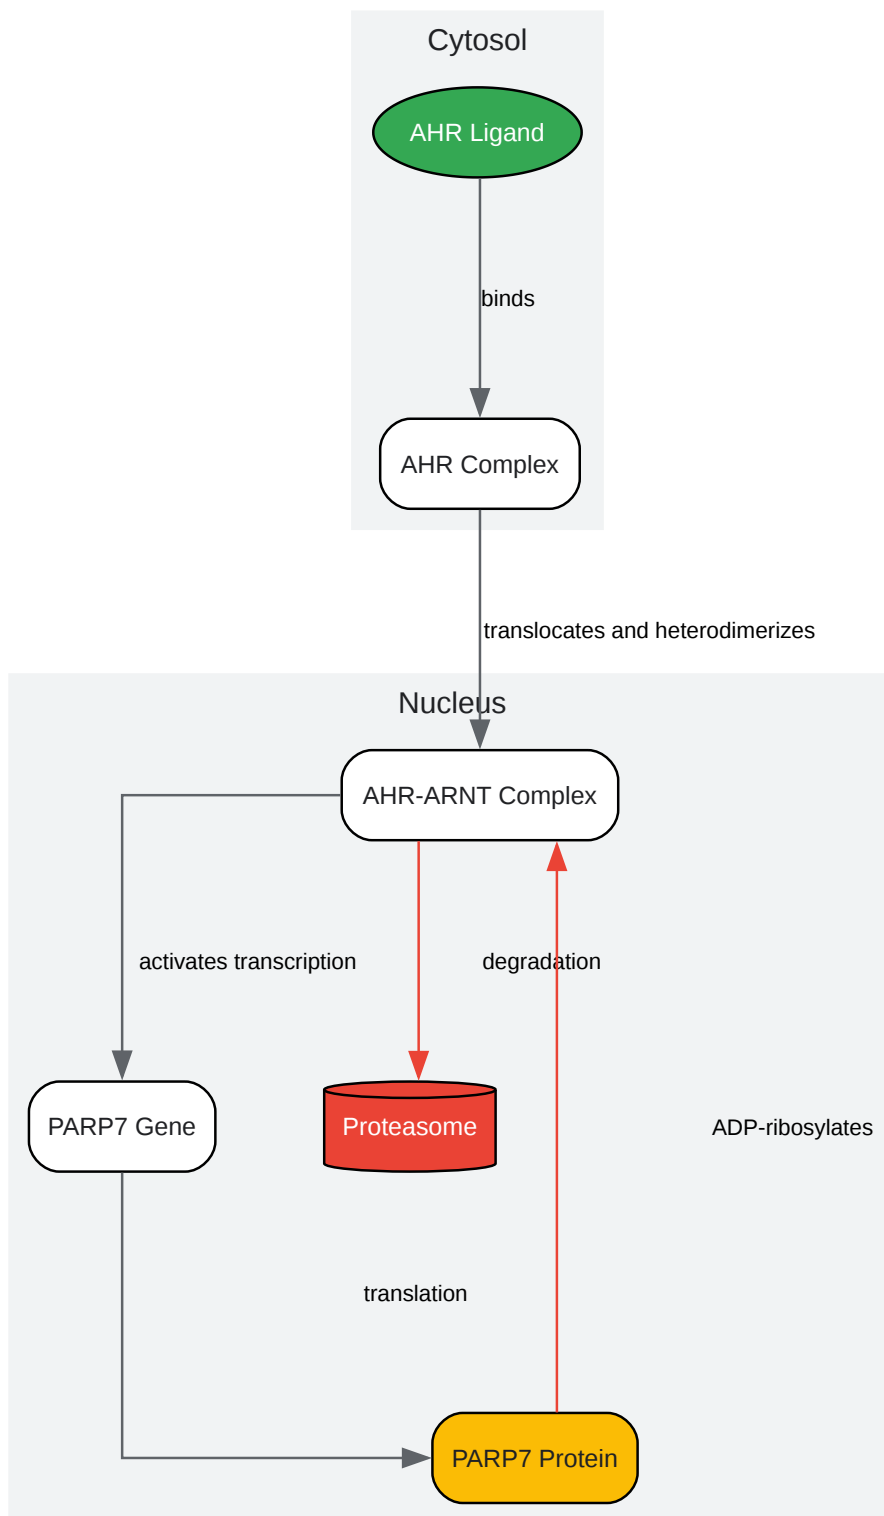 Cytosol
AHR Ligand
binds
AHR Complex
translocates and heterodimerizes
Nucleus
AHR-ARNT Complex
activates transcription
degradation
PARP7 Gene
Proteasome
ADP-ribosylates
translation
PARP7 Protein